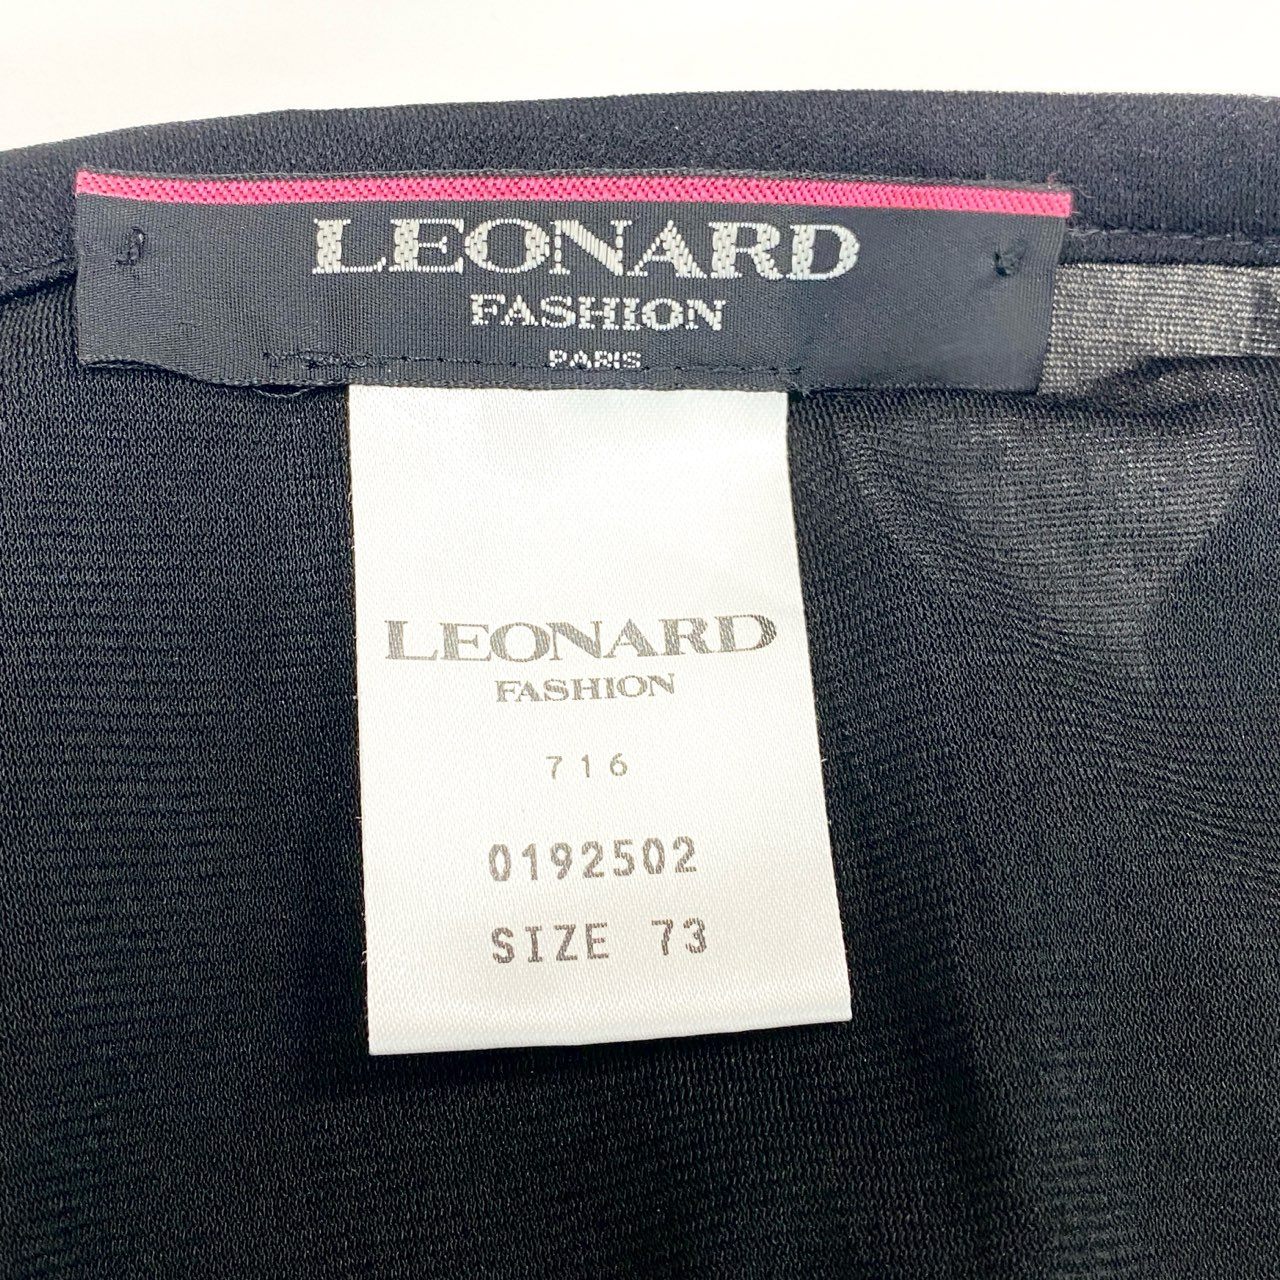 LEONARD
FASHION
PARIS
LEONARD
FASHION
716
0192502
SIZE 73